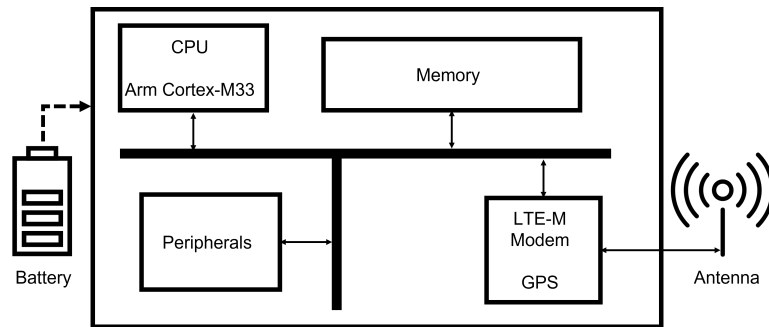 CPU
Arm Cortex-M33
Memory
Peripherals
LTE-M
Modem
GPS
Battery
Antenna